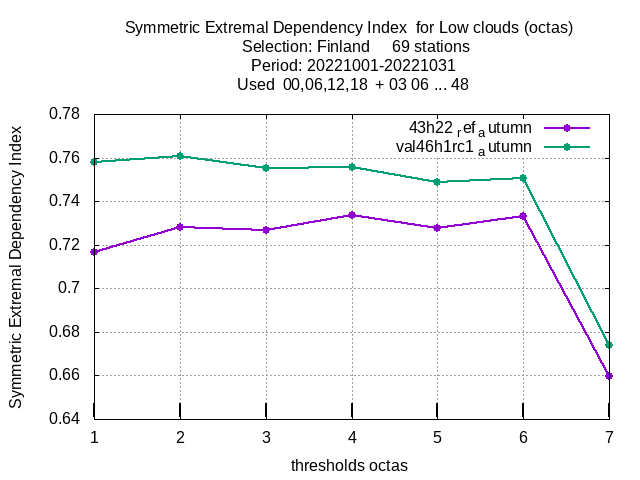 Symmetric Extremal Dependency Index  for Low clouds (octas)
Selection: Finland     69 stations
Period: 20221001-20221031
Used  00,06,12,18  + 03 06 ... 48
43h22 ref autumn
val46h1rc1 autumn
Symmetric Extremal Dependency Index
0.78
0.76
0.74
0.72
0.7
0.68
0.66
0.64
1 2 3 4 5 6 7
thresholds octas